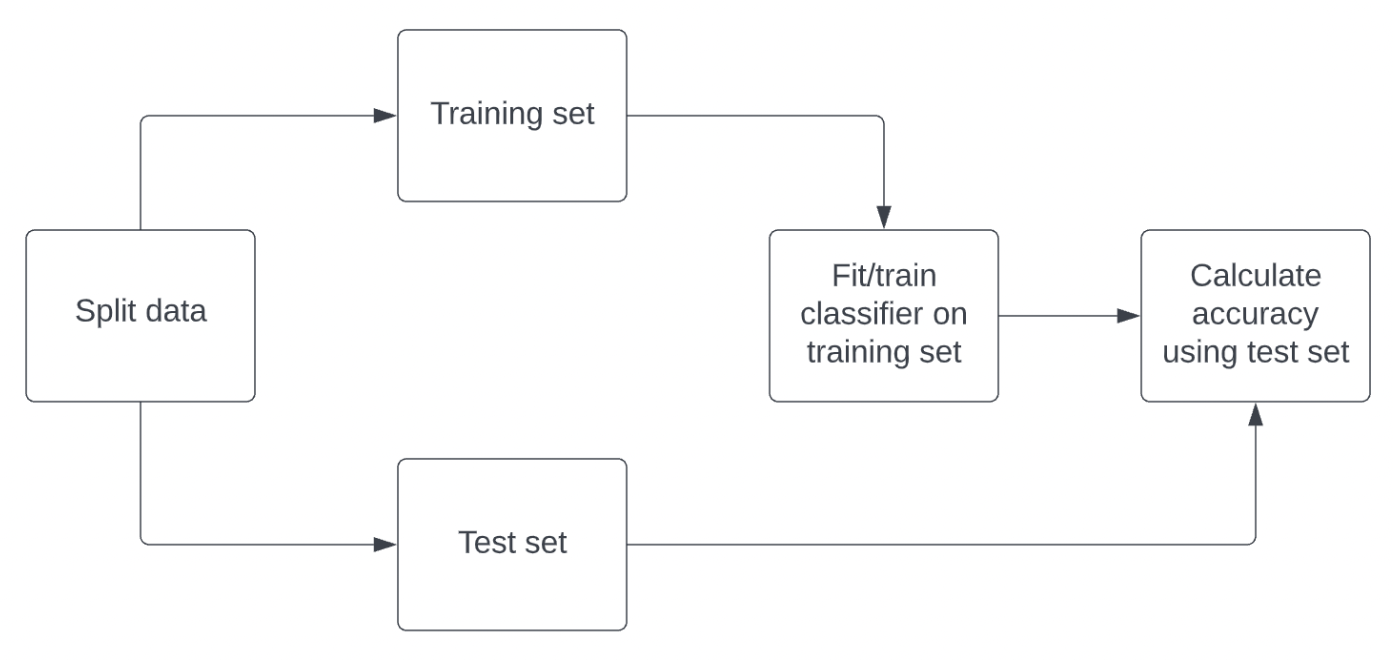 Training set
Split data
Fit/train
classifier on
training set
Calculate
accuracy
using test set
Test set